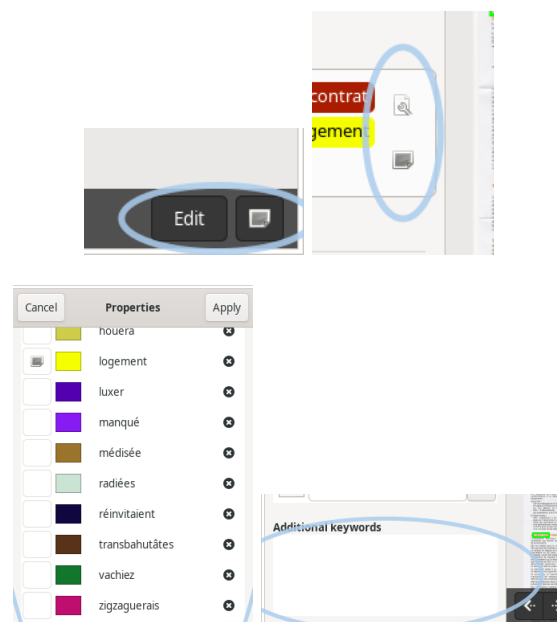 contrat
gement
Edit
Cancel Properties Apply
houera
logement
luxer
manqué
médisée
radiées
réinvitaient
transbahutâtes
vachiez
zigzaguerais
Additional keywords